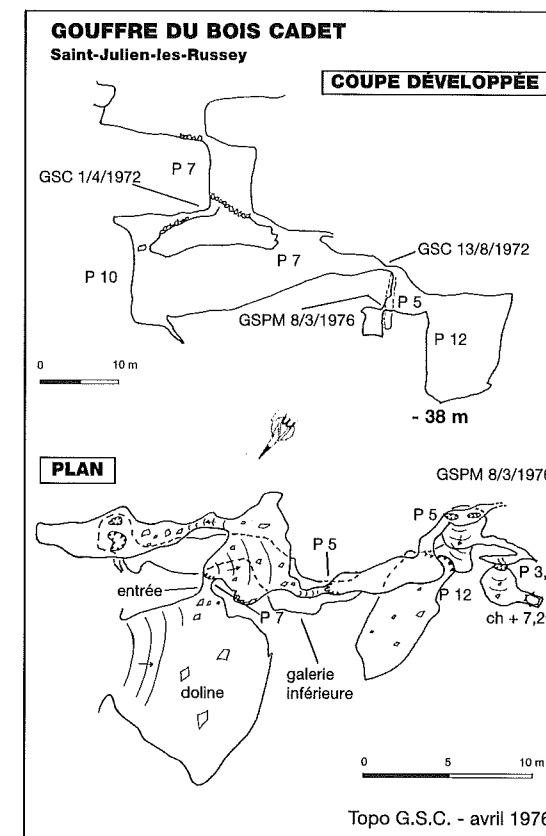 GOUFFRE DU BOIS CADET
Saint-Julien-les-Russey
COUPE DÉVELOPPÉE
P 7
GSC 1/4/1972
GSC 13/8/1972
P 7
P 10
P 5
GSPM 8/3/1976
P 12
0 10 m
- 38 m
PLAN
GSPM 8/3/1976
P 5
P 5
P 3,
entrée
P 12
P 7
ch + 7,2
galerie
inférieure
doline
0 5 10 m
Topo G.S.C. - avril 1976